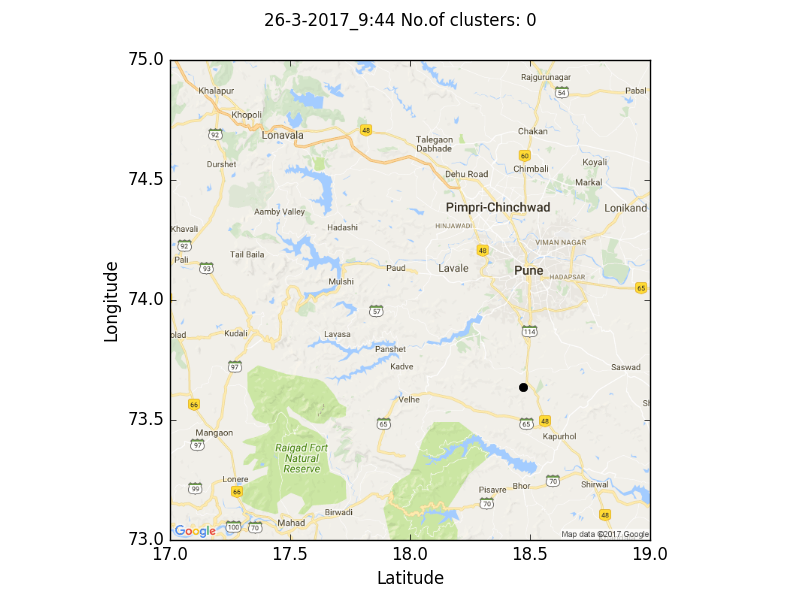 26-3-2017_9:44 No.of clusters: 0
75.0
74.5
74.0
73.5
73.0
Longitude
17.0 17.5 18.0 18.5 19.0
Latitude
Rajgurunagar
Khalapur
54
Pabal
Khopoli
92
Lonavala
48
Talegaon
Dabhade
Chakan
60
Durshet
Dehu Road
Chimbali
Koyali
Markal
Aamby Valley
Pimpri-Chinchwad
Lonikand
Khavali
Hadashi
HINJAWADI
92
48
VIMAN NAGAR
Pali
93
Tail Baila
Paud
Lavale
Pune
HADAPSAR
Mulshi
65
57
Kudali
Lavasa
114
Panshet
97
Kadve
Saswad
66
Velhe
65
65
48
Mangaon
97
Kapurhol
Raigad Fort
Natural
Reserve
99
Lonere
66
Pisavre
Bhor
260
Shirwal
70
Birwadi
48
100
70
Mahad
Google
Map data ©2017 Google